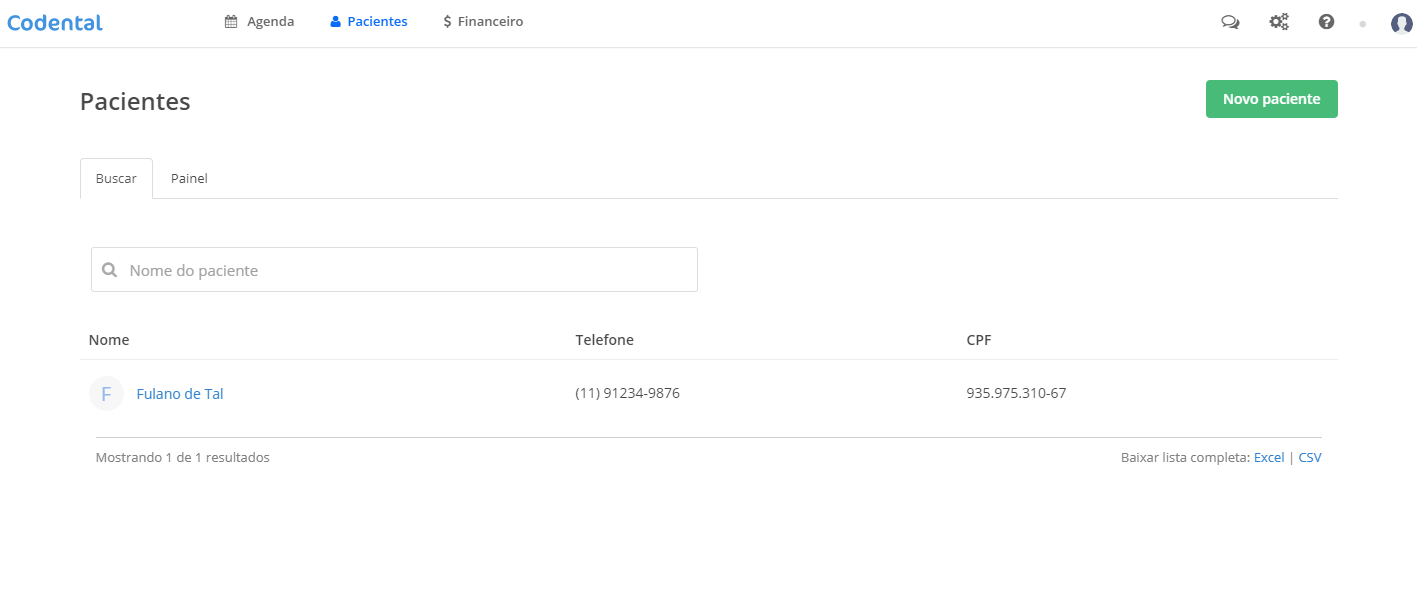 Codental Agenda Pacientes Financeiro
Pacientes
Novo paciente
Buscar Painel
Nome do paciente
Nome Telefone CPF
F Fulano de Tal (11) 91234-9876 935.975.310-67
Mostrando 1 de 1 resultados Baixar lista completa: Excel | CSV